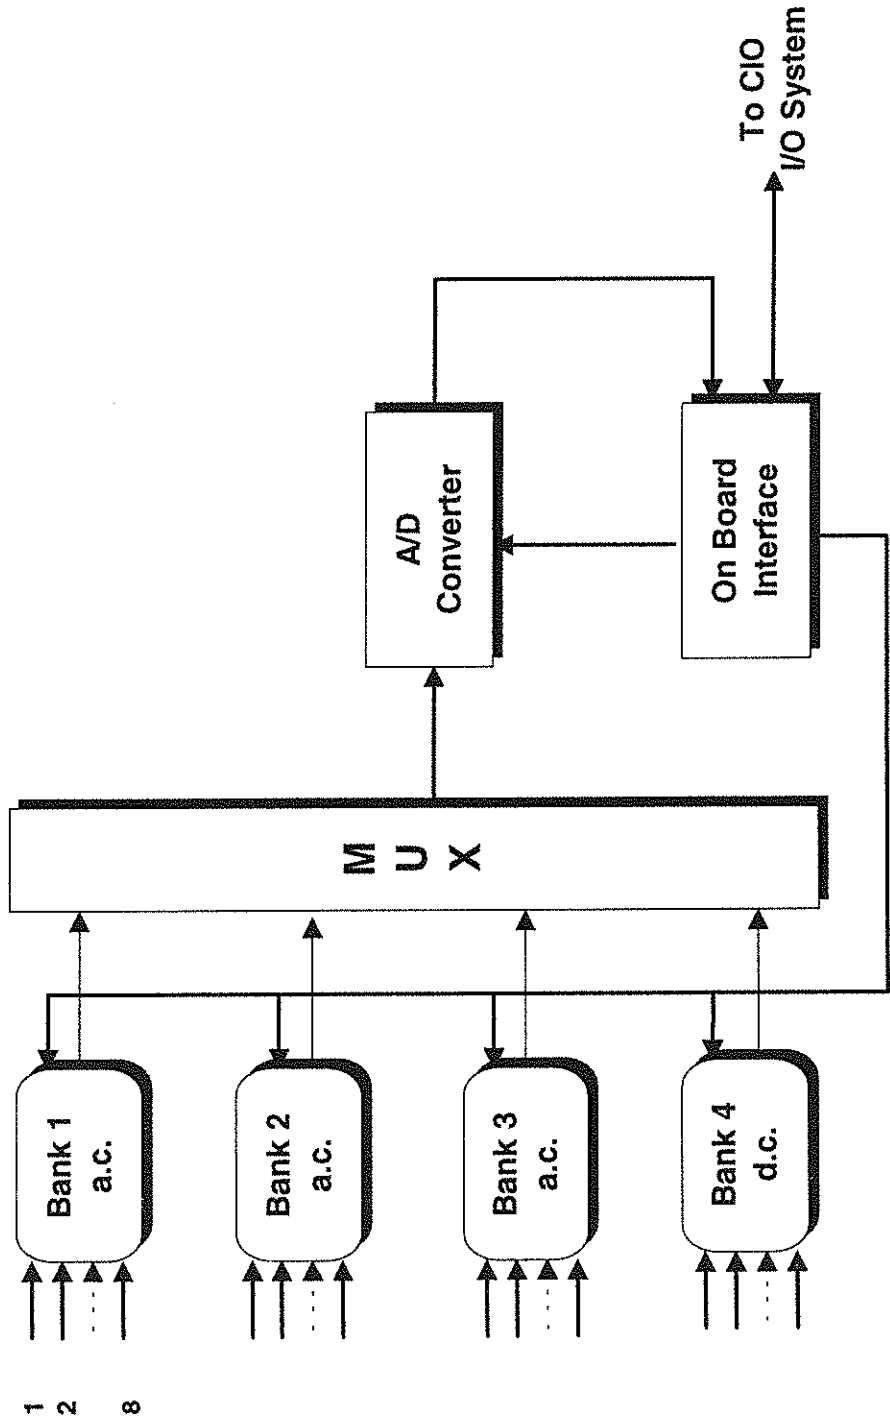 1
2
8
Bank 1
a.c.
Bank 2
a.c.
Bank 3
a.c.
Bank 4
d.c.
M
U
X
A/D
Converter
On Board
Interface
To CIO
I/O System